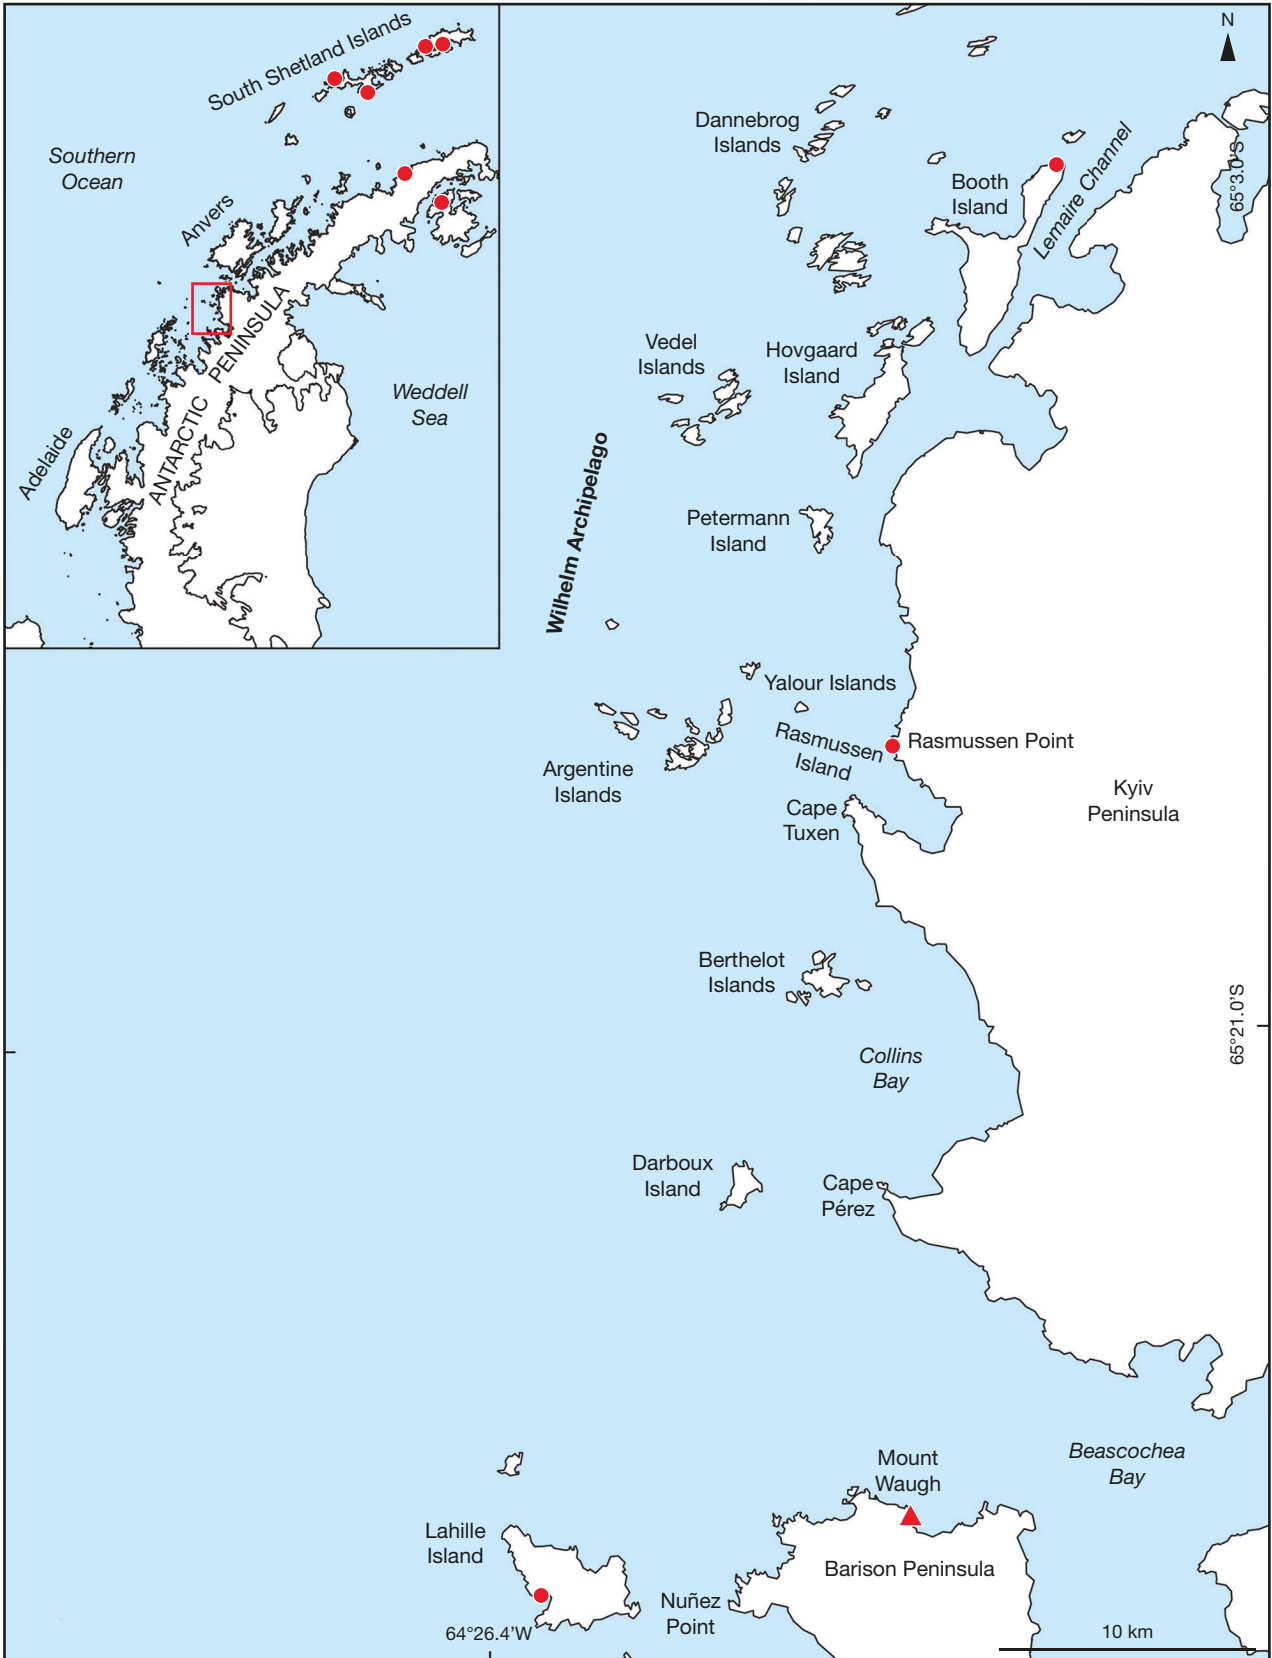 South Shetland Islands
Southern
Ocean
Anvers
ANTARCTIC
PENINSULA
Weddell
Sea
Adelaide
N
Dannebrog
Islands
Booth
Island
Lemaire Channel
65°3.0'S
Vedel
Islands
Hovgaard
Island
Wilhelm Archipelago
Petermann
Island
Yalour Islands
Rasmussen
Island
Rasmussen Point
Argentine
Islands
Cape
Tuxen
Kyiv
Peninsula
Berthelot
Islands
65°21.0'S
Collins
Bay
Darboux
Island
Cape
Pérez
Beascochea
Bay
Mount
Waugh
Lahille
Island
Barison Peninsula
Nuñez
Point
64°26.4'W
10 km